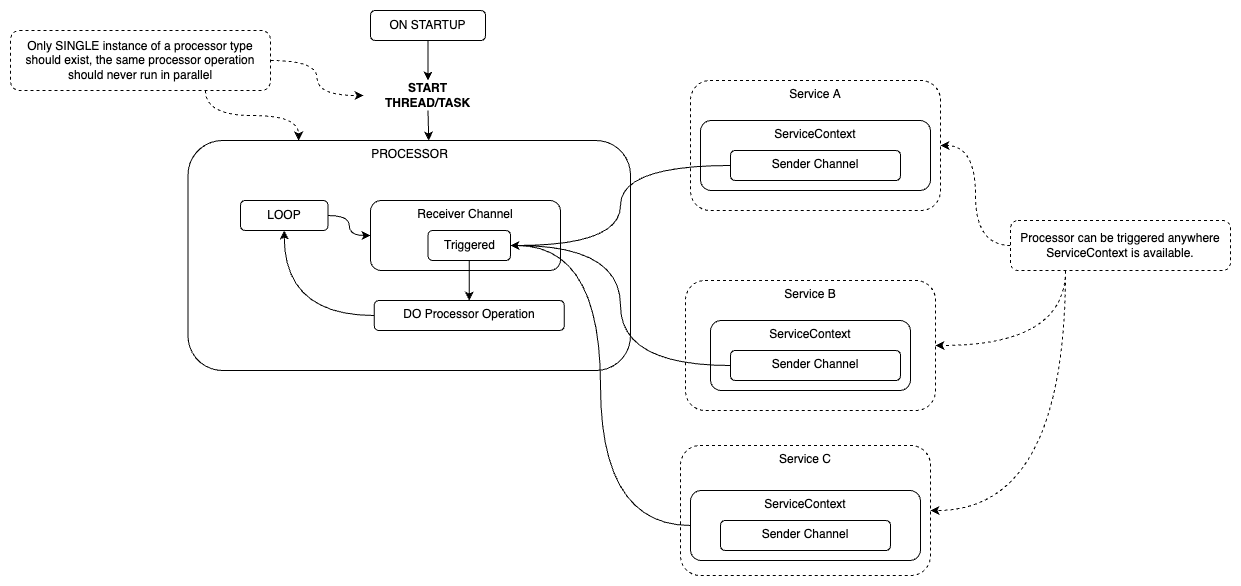 ON STARTUP
Only SINGLE instance of a processor type
should exist, the same processor operation
should never run in parallel
START
THREAD/TASK
PROCESSOR
LOOP
Receiver Channel
Triggered
DO Processor Operation
Service A
ServiceContext
Sender Channel
Processor can be triggered anywhere
ServiceContext is available.
Service B
ServiceContext
Sender Channel
Service C
ServiceContext
Sender Channel